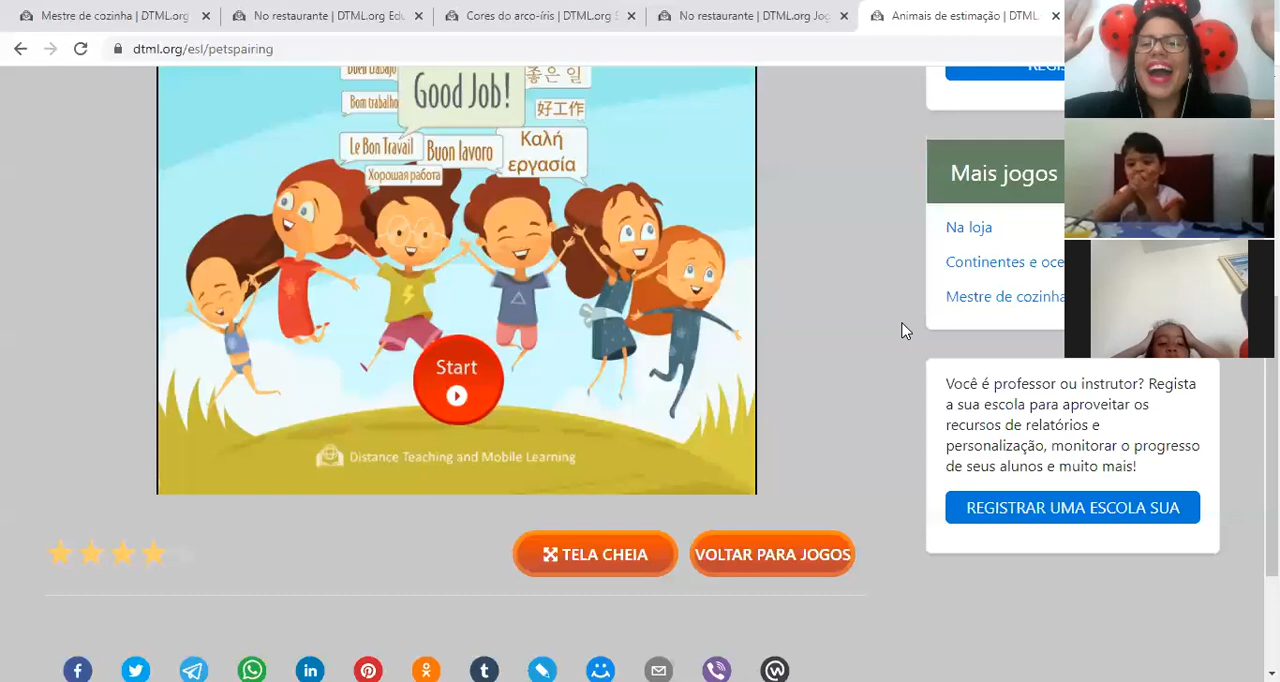 Mestre de cozinha | DTML.org
No restaurante | DTML.org Edu
Cores do arco-íris | DTML.org E
No restaurante | DTML.org Jog
Animais de estimação | DTML.
dtml.org/esl/petspairing
Good Job!
좋은 일
Bom trabalho
好工作
Le Bon Travail
Buon lavoro
Καλή
εργασία
Хорошая работа
Start
Distance Teaching and Mobile Learning
TELA CHEIA
VOLTAR PARA JOGOS
Mais jogos
Na loja
Continentes e oce
Mestre de cozinha
Você é professor ou instrutor? Regista
a sua escola para aproveitar os
recursos de relatórios e
personalização, monitorar o progresso
de seus alunos e muito mais!
REGISTRAR UMA ESCOLA SUA